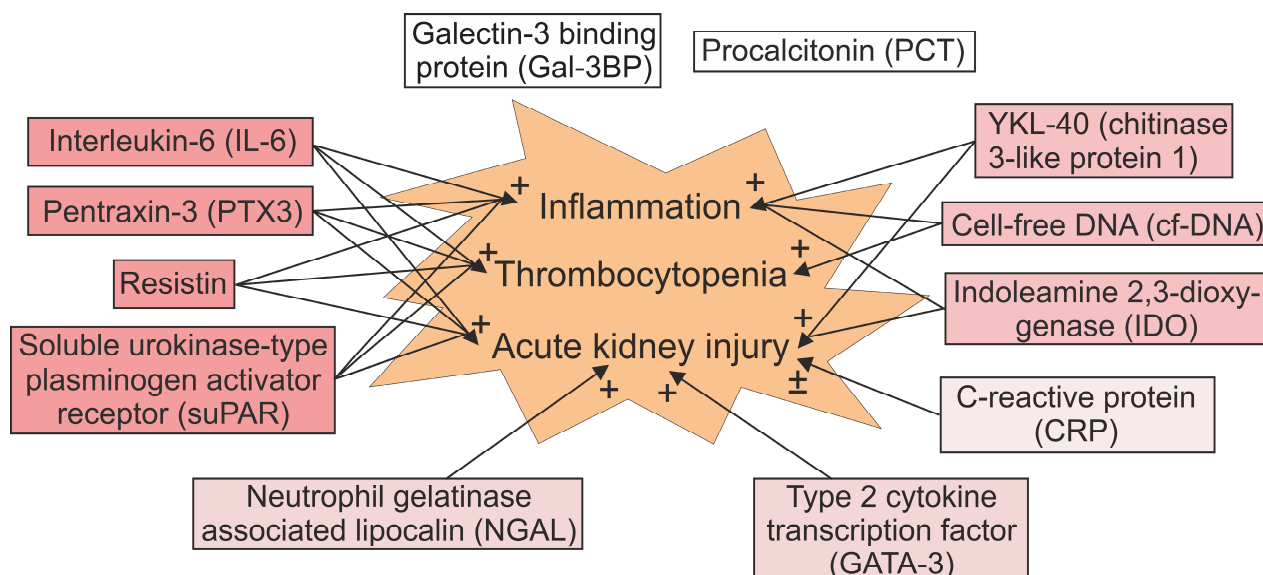 Galectin-3 binding
protein (Gal-3BP)
Procalcitonin (PCT)
Interleukin-6 (IL-6)
Pentraxin-3 (PTX3)
Resistin
Soluble urokinase-type
plasminogen activator
receptor (suPAR)
YKL-40 (chitinase
3-like protein 1)
Cell-free DNA (cf-DNA)
Indoleamine 2,3-dioxy-
genase (IDO)
C-reactive protein
(CRP)
+
+
Inflammation
+
+
Thrombocytopenia
+
+
Acute kidney injury
+
+
±
Neutrophil gelatinase
associated lipocalin (NGAL)
Type 2 cytokine
transcription factor
(GATA-3)